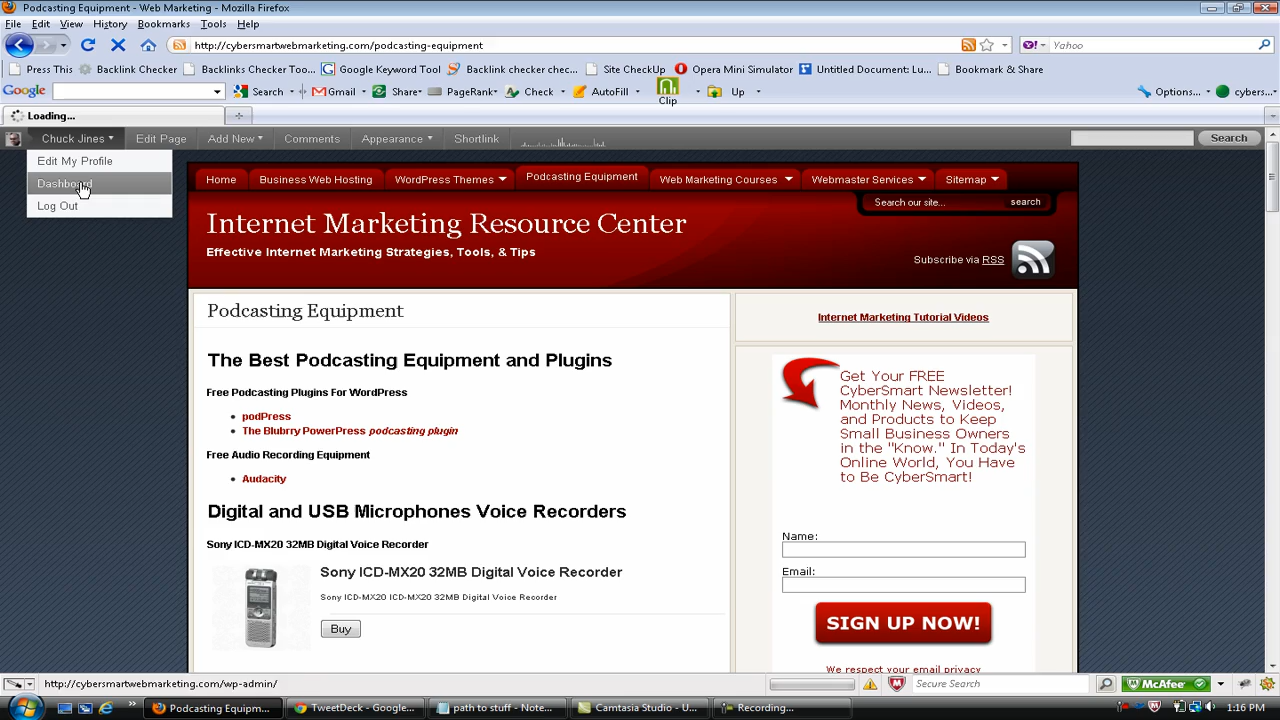 Podcasting Equipment - Web Marketing - Mozilla Firefox
File Edit View History Bookmarks Tools Help
http://cybersmartwebmarketing.com/podcasting-equipment
Yahoo
Press This Backlink Checker Backlinks Checker Too... Google Keyword Tool Backlink checker chec... Site CheckUp Opera Mini Simulator Untitled Document: Lu... Bookmark & Share
Google Search Gmail Share PageRank Check AutoFill Clip Up Options... cybers...
Loading...
Chuck Jines Edit Page Add New Comments Appearance Shortlink Search
Edit My Profile
Dashboard
Log Out
Home Business Web Hosting WordPress Themes Podcasting Equipment Web Marketing Courses Webmaster Services Sitemap
Search our site... search
Internet Marketing Resource Center
Effective Internet Marketing Strategies, Tools, & Tips
Subscribe via RSS
Podcasting Equipment
The Best Podcasting Equipment and Plugins
Free Podcasting Plugins For WordPress
podPress
The Blubrry PowerPress podcasting plugin
Free Audio Recording Equipment
Audacity
Digital and USB Microphones Voice Recorders
Sony ICD-MX20 32MB Digital Voice Recorder
Sony ICD-MX20 32MB Digital Voice Recorder
Sony ICD-MX20 ICD-MX20 32MB Digital Voice Recorder
Buy
Internet Marketing Tutorial Videos
Get Your FREE
CyberSmart Newsletter!
Monthly News, Videos,
and Products to Keep
Small Business Owners
in the "Know." In Today's
Online World, You Have
to Be CyberSmart!
Name:
Email:
SIGN UP NOW!
We respect your email privacy
http://cybersmartwebmarketing.com/wp-admin/
Secure Search
McAfee
Podcasting Equipm... TweetDeck - Google... path to stuff - Note... Camtasia Studio - U... Recording... 1:16 PM